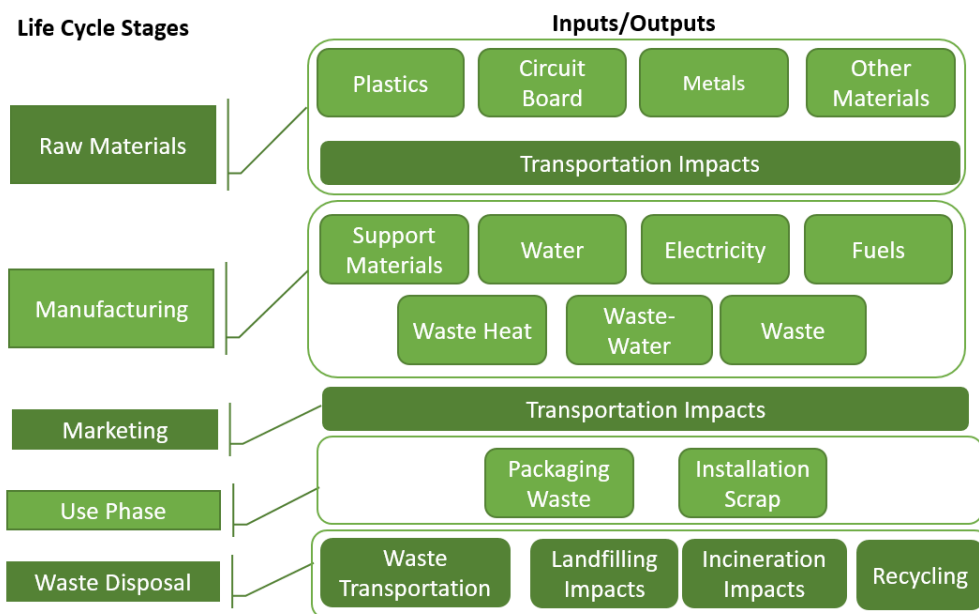 Life Cycle Stages
Inputs/Outputs
Raw Materials
Plastics
Circuit
Board
Metals
Other
Materials
Transportation Impacts
Manufacturing
Support
Materials
Water
Electricity
Fuels
Waste Heat
Waste-
Water
Waste
Marketing
Transportation Impacts
Use Phase
Packaging
Waste
Installation
Scrap
Waste Disposal
Waste
Transportation
Landfilling
Impacts
Incineration
Impacts
Recycling